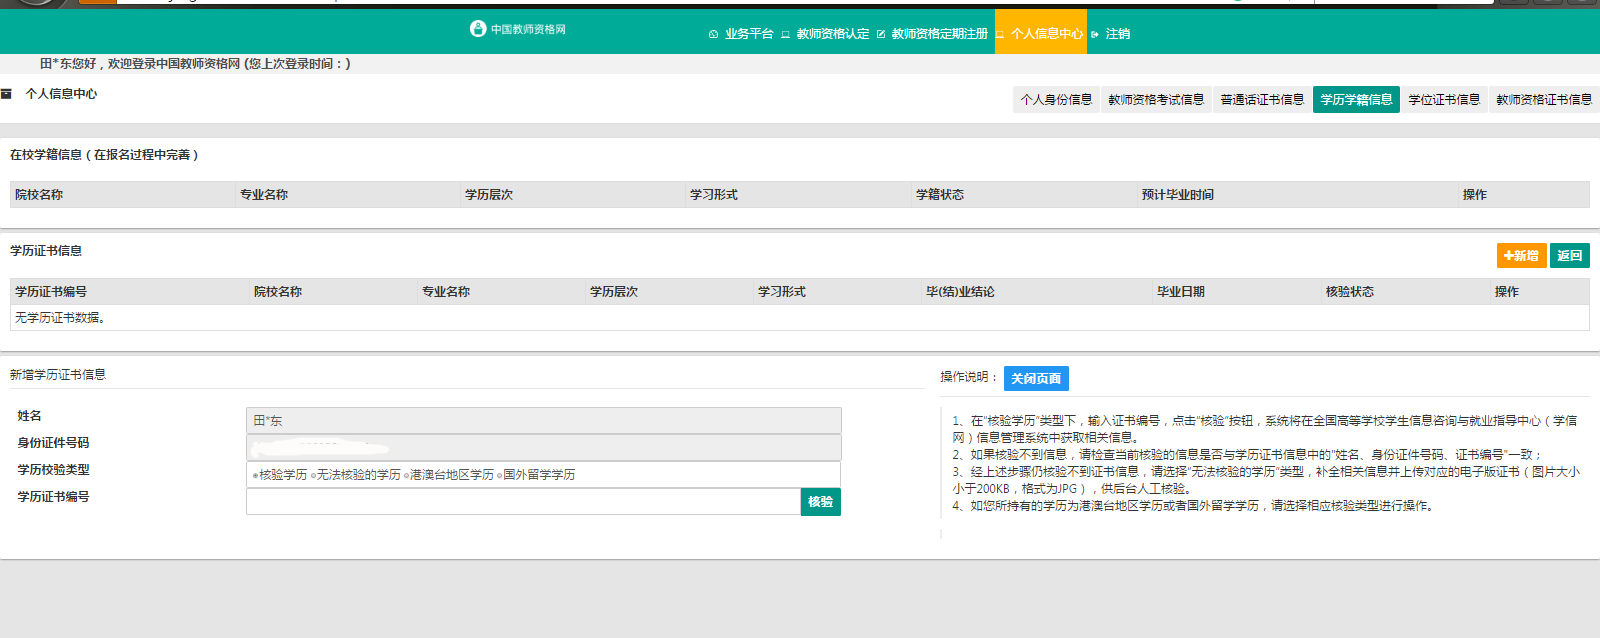 中国教师资格网
业务平台 教师资格认定 教师资格定期注册 个人信息中心 注销
田*东您好，欢迎登录中国教师资格网 (您上次登录时间：)
个人信息中心
个人身份信息 教师资格考试信息 普通话证书信息 学历学籍信息 学位证书信息 教师资格证书信息
在校学籍信息（在报名过程中完善）
院校名称 专业名称 学历层次 学习形式 学籍状态 预计毕业时间 操作
学历证书信息
新增 返回
学历证书编号 院校名称 专业名称 学历层次 学习形式 毕(结)业结论 毕业日期 核验状态 操作
无学历证书数据。
新增学历证书信息
姓名 田*东
身份证件号码
学历校验类型 核验学历 无法核验的学历 港澳台地区学历 国外留学学历
学历证书编号 核验
操作说明： 关闭页面
1、在"核验学历"类型下，输入证书编号，点击"核验"按钮，系统将在全国高等学校学生信息咨询与就业指导中心（学信
网）信息管理系统中获取相关信息。
2、如果核验不到信息，请检查当前核验的信息是否与学历证书信息中的"姓名、身份证件号码、证书编号"一致；
3、经上述步骤仍核验不到证书信息，请选择"无法核验的学历"类型，补全相关信息并上传对应的电子版证书（图片大小
小于200KB，格式为JPG），供后台人工核验。
4、如您所持有的学历为港澳台地区学历或者国外留学学历，请选择相应核验类型进行操作。